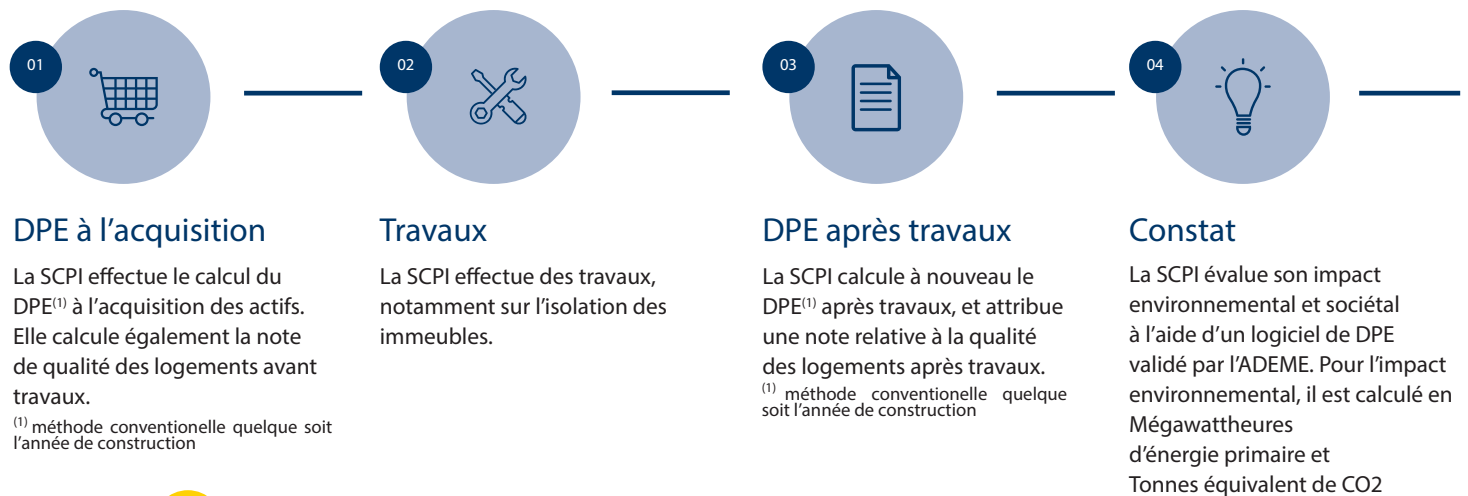 01
DPE à l’acquisition
La SCPI effectue le calcul du
DPE(1) à l’acquisition des actifs.
Elle calcule également la note
de qualité des logements avant
travaux.
(1) méthode conventionelle quelque soit
l’année de construction
02
Travaux
La SCPI effectue des travaux,
notamment sur l’isolation des
immeubles.
03
DPE après travaux
La SCPI calcule à nouveau le
DPE(1) après travaux, et attribue
une note relative à la qualité
des logements après travaux.
(1) méthode conventionelle quelque
soit l’année de construction
04
Constat
La SCPI évalue son impact
environnemental et sociétal
à l’aide d’un logiciel de DPE
validé par l’ADEME. Pour l’impact
environnemental, il est calculé en
Mégawattheures
d’énergie primaire et
Tonnes équivalent de CO2